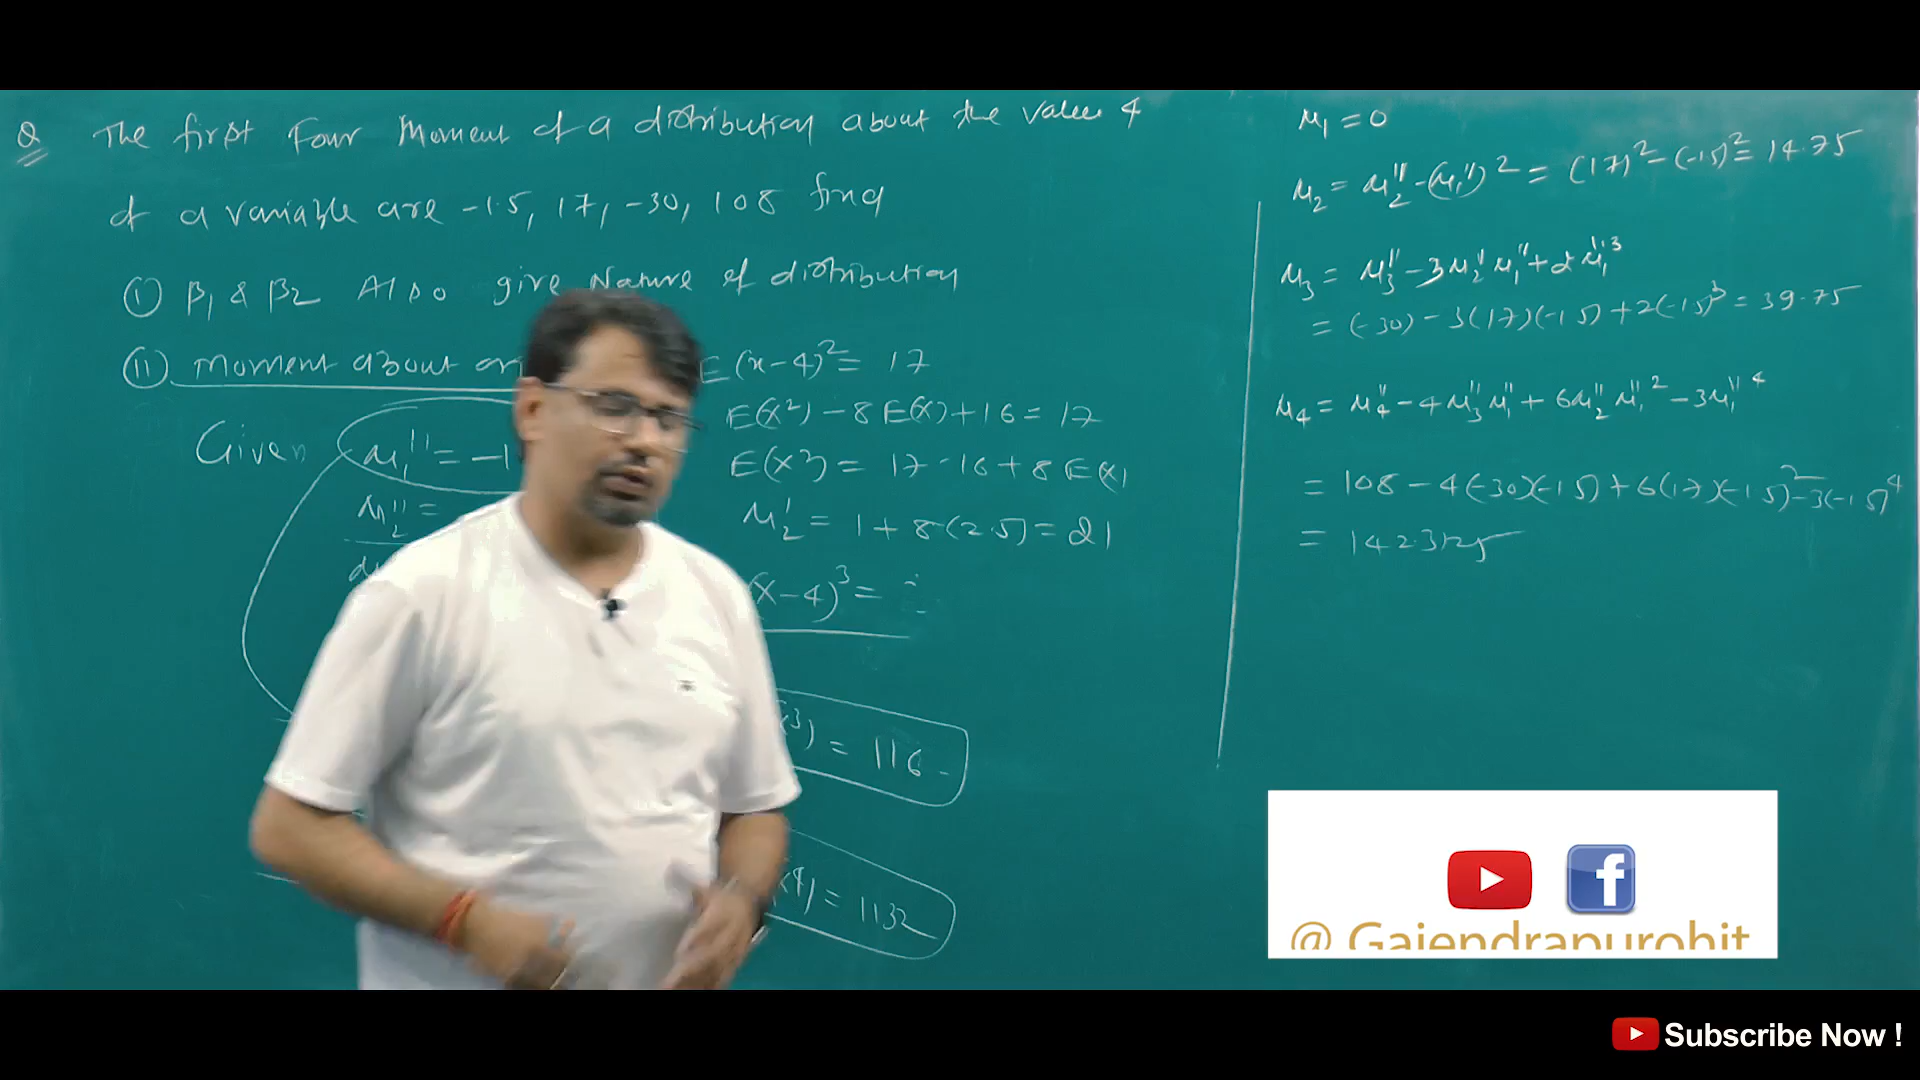 Q The first Four Moment of a distribution about the value 4
of a variable are -1.5, 17, -30, 108 find
(i) β₁ & β₂ Also give Nature of distribution
(ii) Moment about
E(x-4)² = 17
E(X²) - 8E(X) + 16 = 17
Given μ₁'' = -1
E(X²) = 17 - 16 + 8E(X)
μ₂'' =
μ₂' = 1 + 8(2.5) = 21
(X-4)³ =
³) = 116
⁴) = 1132
μ₁ = 0
μ₂ = μ₂'' - (μ₁'')² = (17)² - (-1.5)² = 14.75
μ₃ = μ₃'' - 3μ₂''μ₁'' + 2μ₁''³
= (-30) - 3(17)(-1.5) + 2(-1.5)³ = 39.75
μ₄ = μ₄'' - 4μ₃''μ₁'' + 6μ₂''μ₁''² - 3μ₁''⁴
= 108 - 4(-30)(-1.5) + 6(17)(-1.5)² - 3(-1.5)⁴
= 142.3125
f
@ Gajendrapurohit
Subscribe Now !